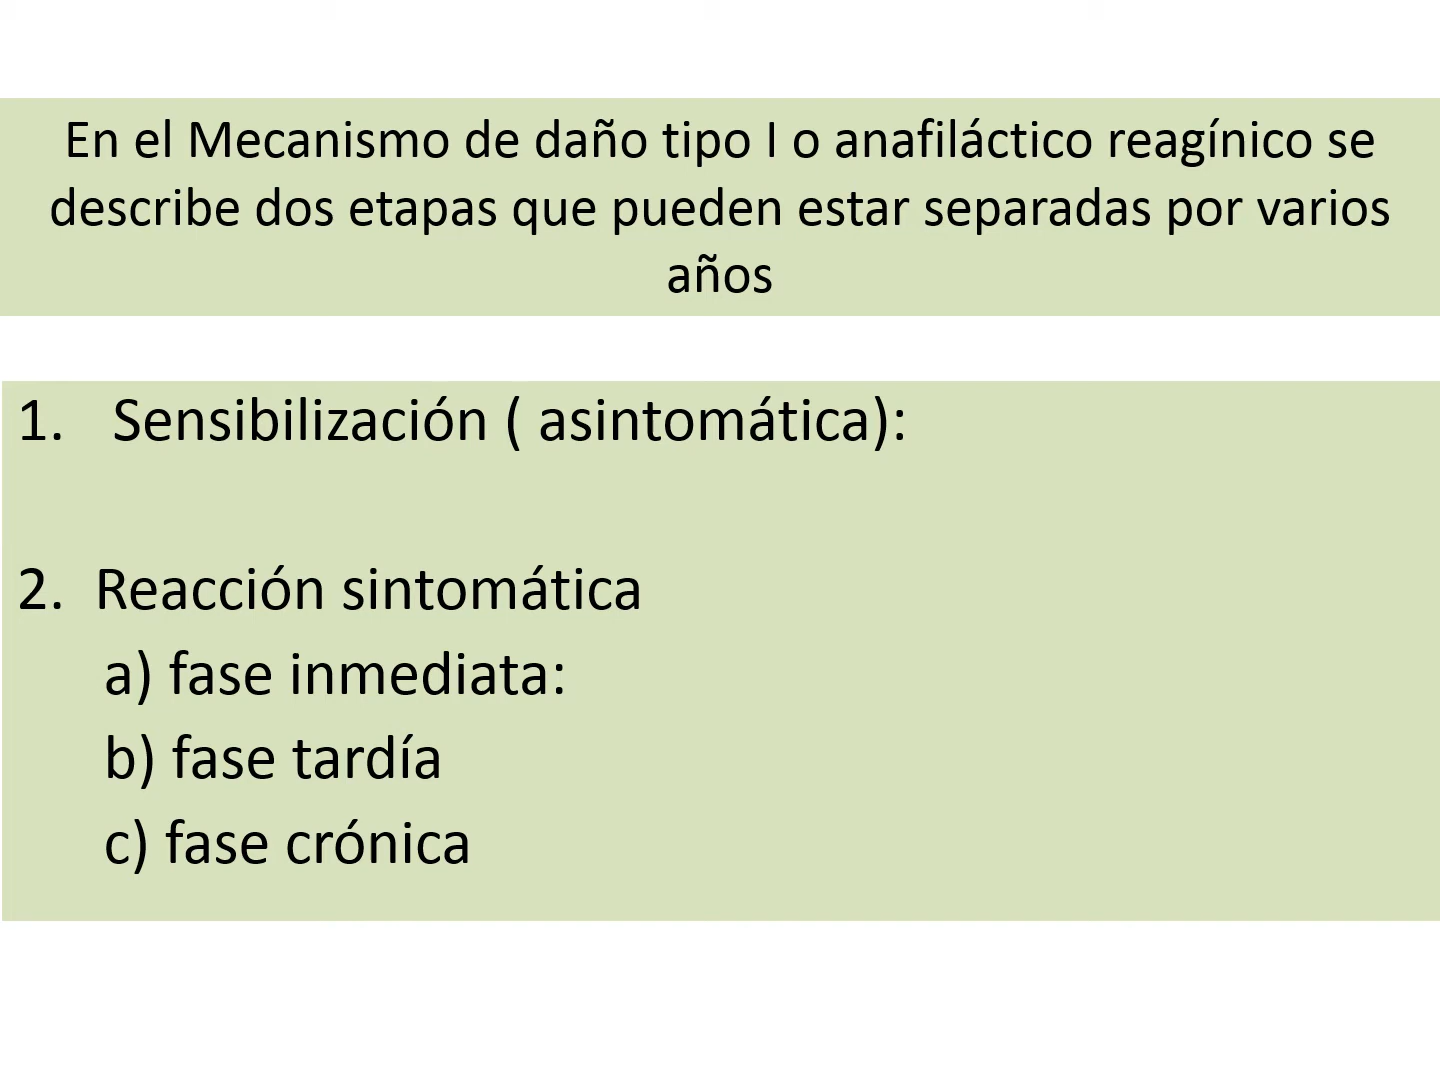 En el Mecanismo de daño tipo I o anafiláctico reagínico se
describe dos etapas que pueden estar separadas por varios
años
1. Sensibilización ( asintomática):
2. Reacción sintomática
a) fase inmediata:
b) fase tardía
c) fase crónica